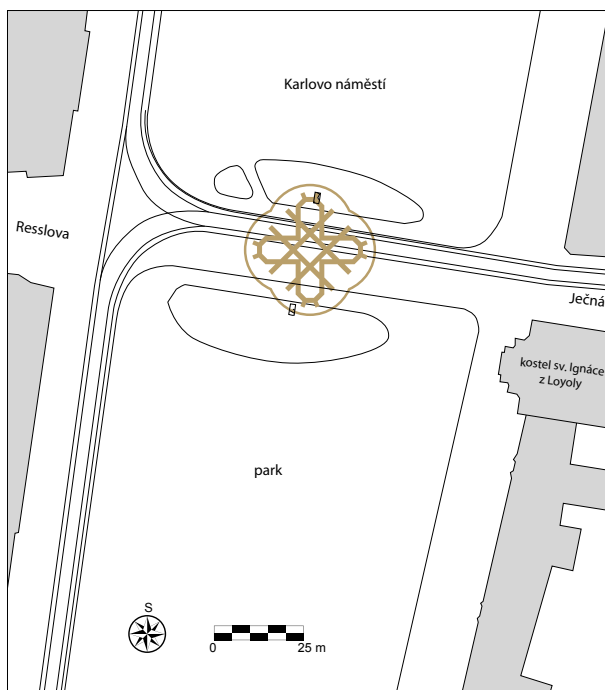 Karlovo náměstí
Resslova
Ječná
kostel sv. Ignáce
z Loyoly
park
S
0
25 m